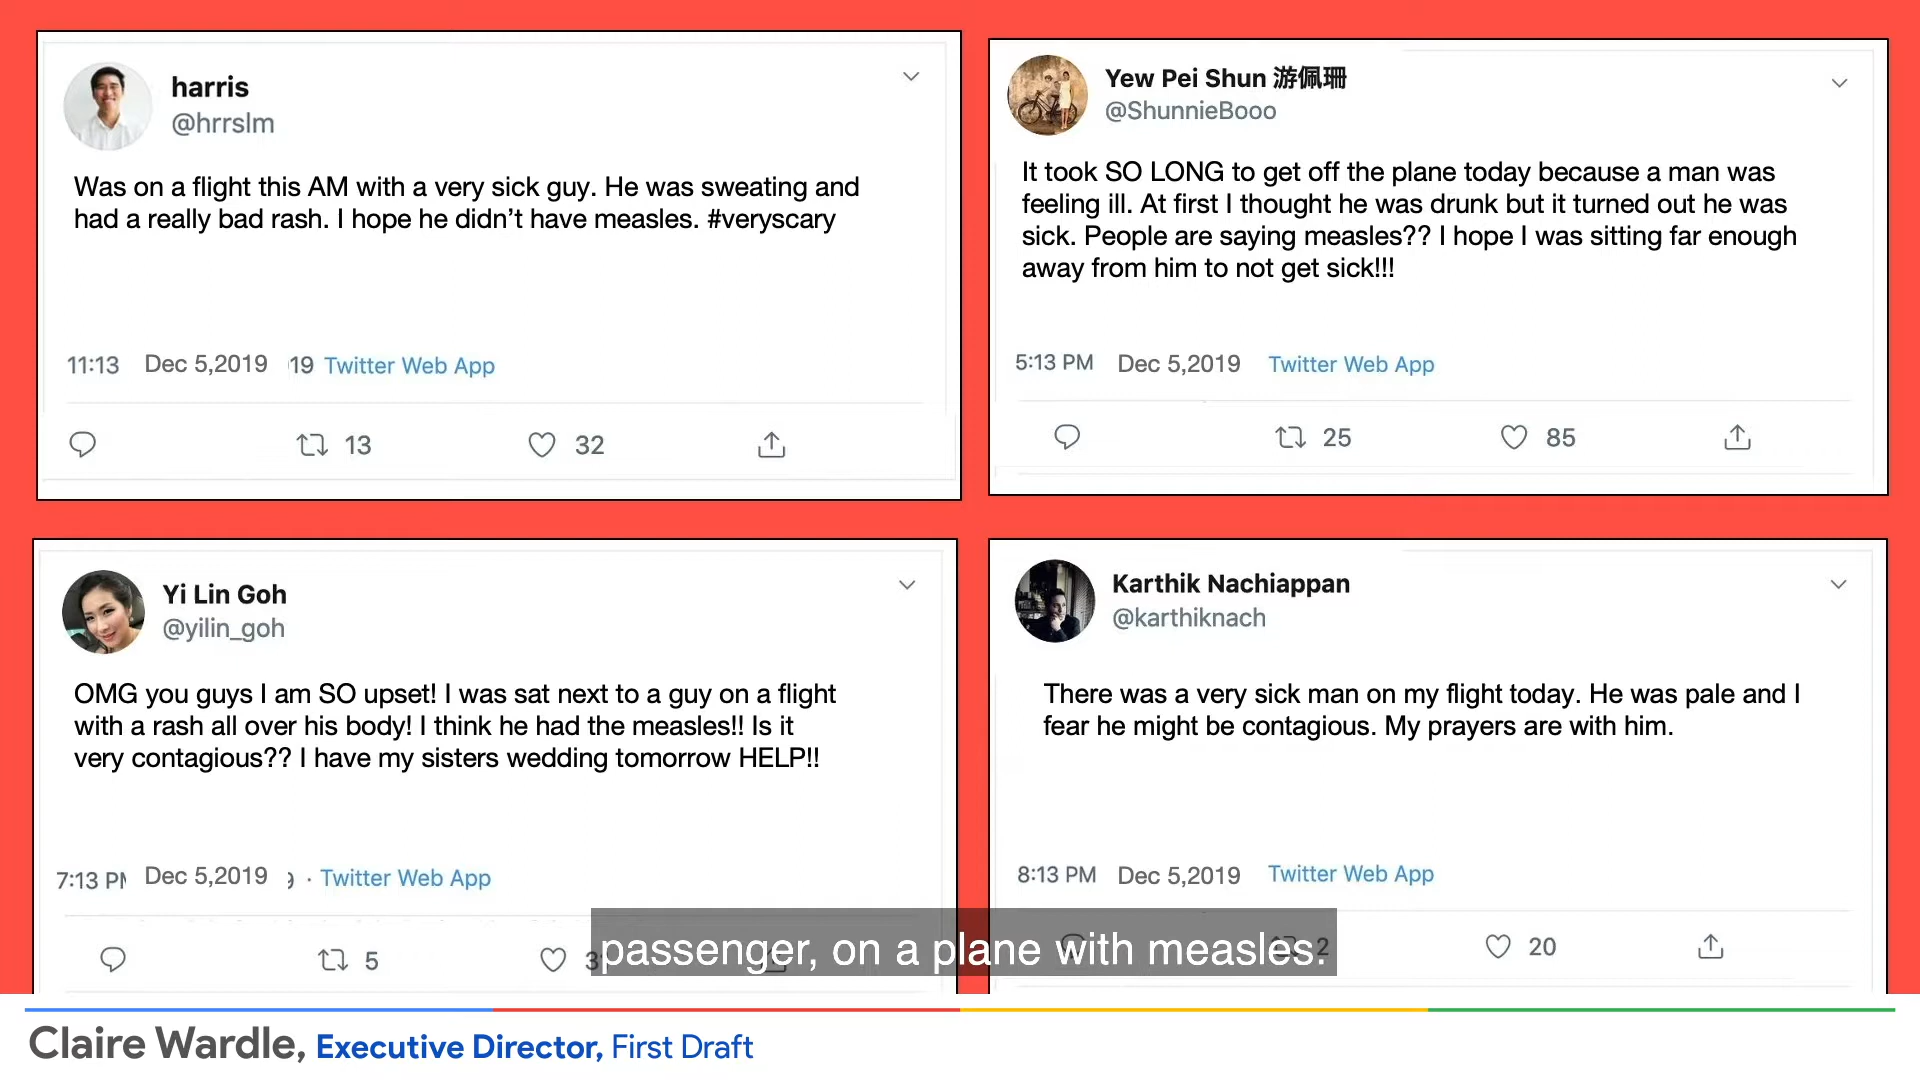 harris
@hrrslm
Was on a flight this AM with a very sick guy. He was sweating and
had a really bad rash. I hope he didn’t have measles. #veryscary
11:13 Dec 5,2019 19 Twitter Web App
13 32
Yew Pei Shun 游佩珊
@ShunnieBooo
It took SO LONG to get off the plane today because a man was
feeling ill. At first I thought he was drunk but it turned out he was
sick. People are saying measles?? I hope I was sitting far enough
away from him to not get sick!!!
5:13 PM Dec 5,2019 Twitter Web App
25 85
Yi Lin Goh
@yilin_goh
OMG you guys I am SO upset! I was sat next to a guy on a flight
with a rash all over his body! I think he had the measles!! Is it
very contagious?? I have my sisters wedding tomorrow HELP!!
7:13 PM Dec 5,2019 · Twitter Web App
5
Karthik Nachiappan
@karthiknach
There was a very sick man on my flight today. He was pale and I
fear he might be contagious. My prayers are with him.
8:13 PM Dec 5,2019 Twitter Web App
2 20
passenger, on a plane with measles.
Claire Wardle, Executive Director, First Draft